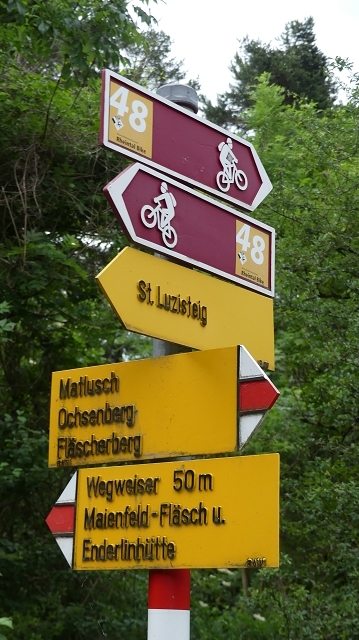 48
Rheintal Bike
48
Rheintal Bike
St. Luzisteig
Matlusch
Ochsenberg
Fläscherberg
Wegweiser 50 m
Maienfeld-Fläsch u.
Enderlinhütte